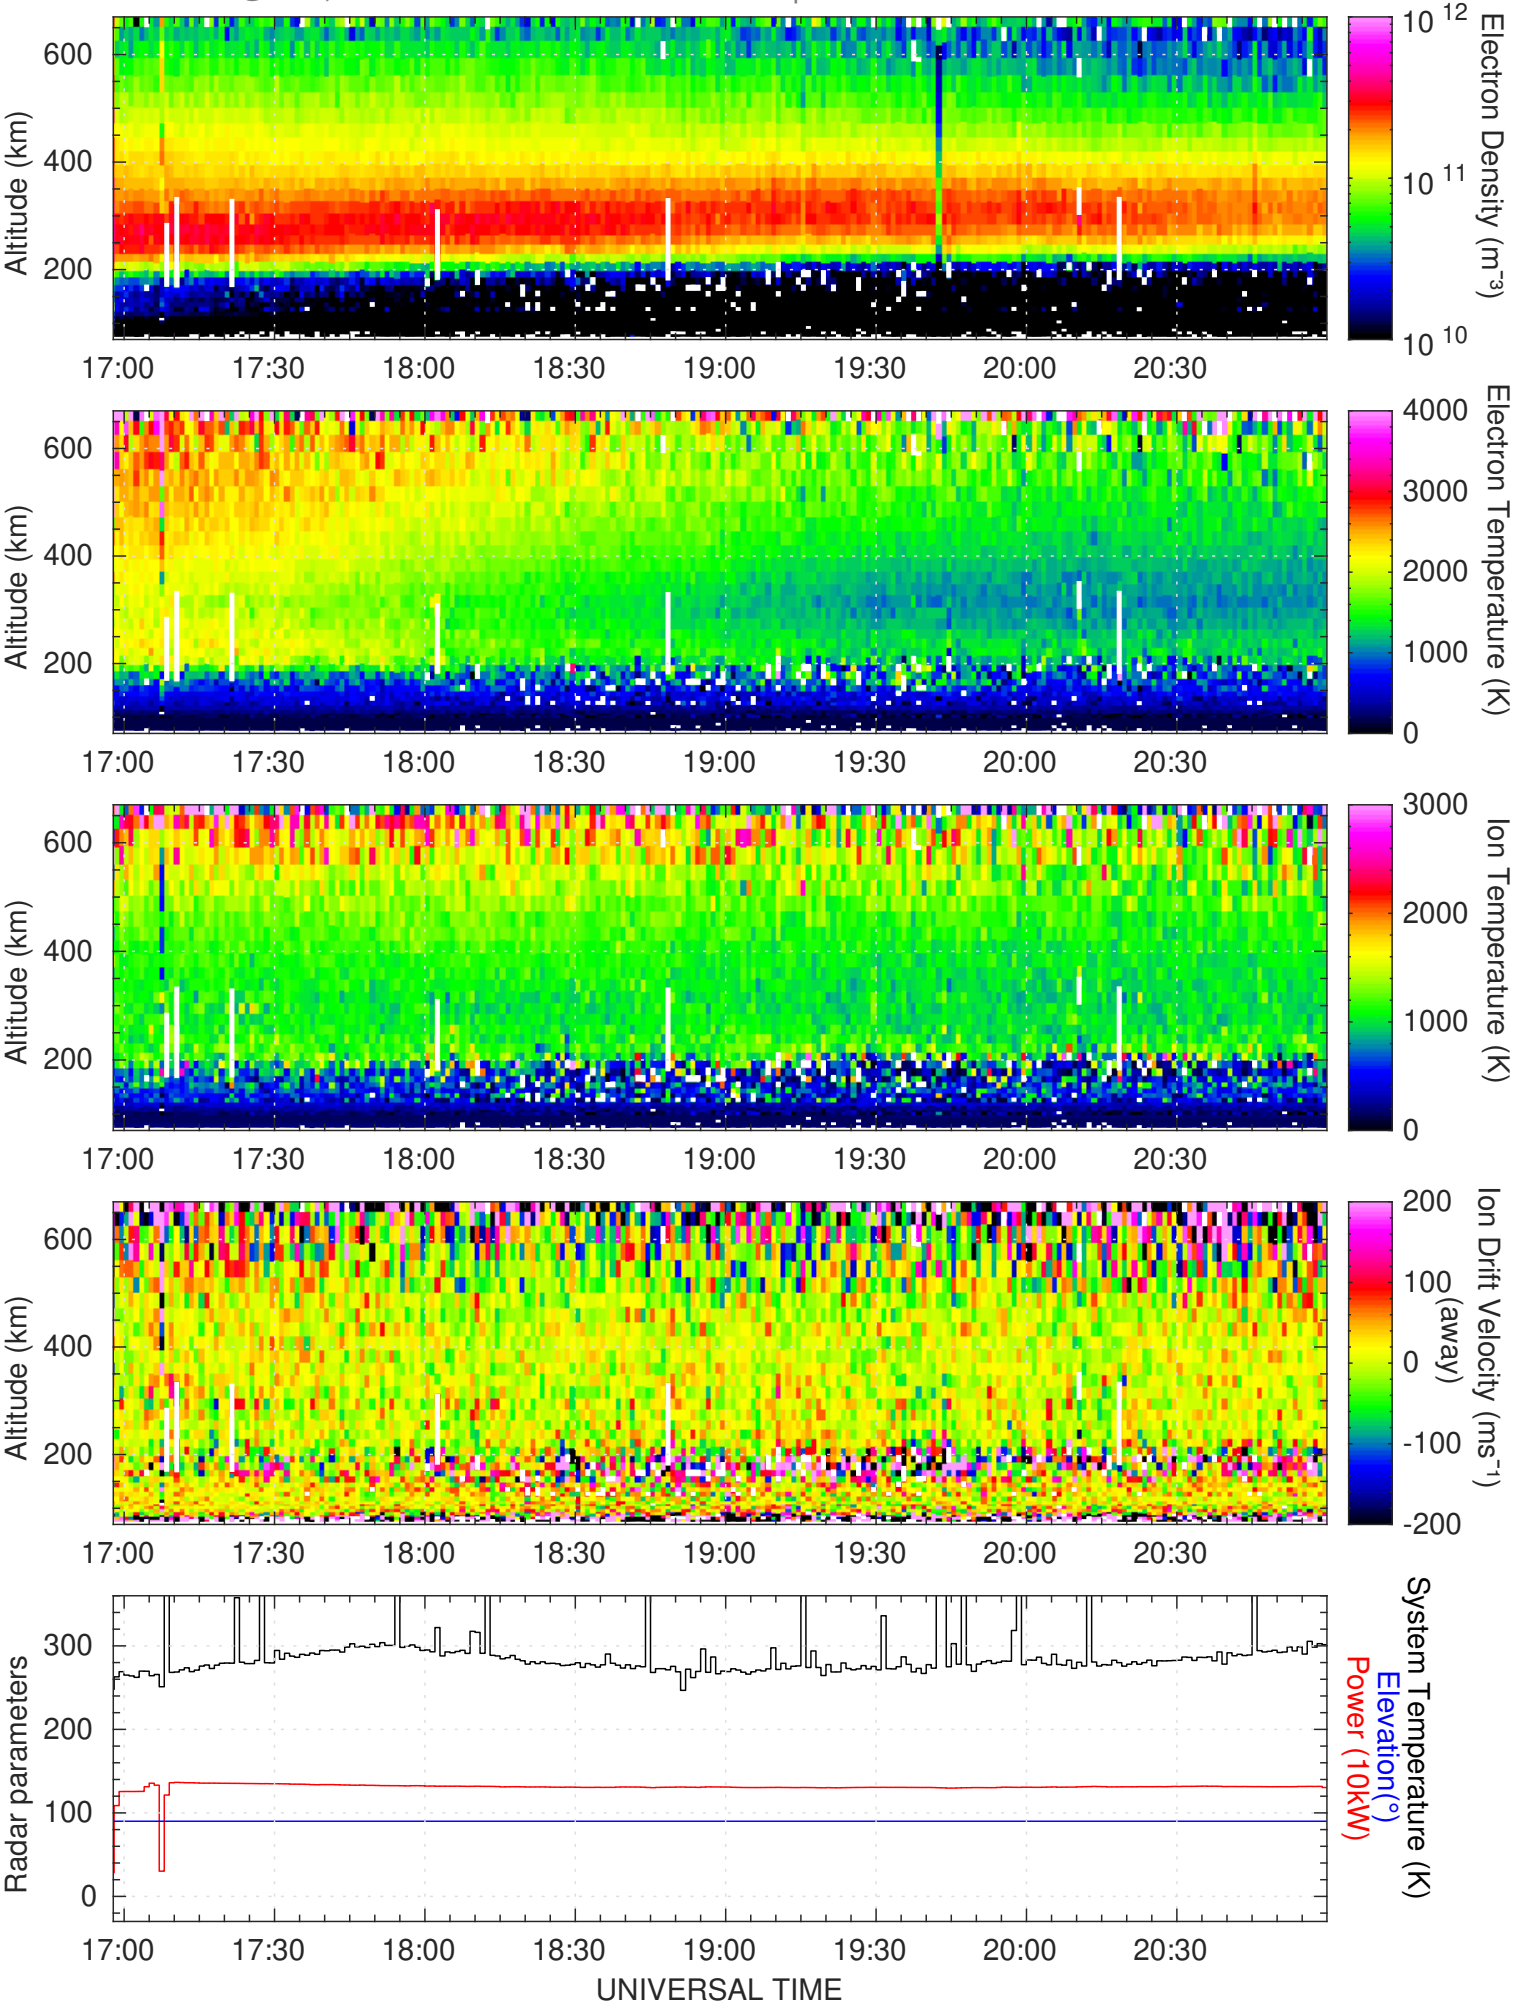 600
400
200
Altitude (km)
17:00 17:30 18:00 18:30 19:00 19:30 20:00 20:30
10 12
10 11
10 10
Electron Density (m-3)
600
400
200
Altitude (km)
17:00 17:30 18:00 18:30 19:00 19:30 20:00 20:30
4000
3000
2000
1000
0
Electron Temperature (K)
600
400
200
Altitude (km)
17:00 17:30 18:00 18:30 19:00 19:30 20:00 20:30
3000
2000
1000
0
Ion Temperature (K)
600
400
200
Altitude (km)
17:00 17:30 18:00 18:30 19:00 19:30 20:00 20:30
200
100
0
-100
-200
Ion Drift Velocity (ms-1)
(away)
300
200
100
0
Radar parameters
System Temperature (K)
Elevation(°)
Power (10kW)
17:00 17:30 18:00 18:30 19:00 19:30 20:00 20:30
UNIVERSAL TIME